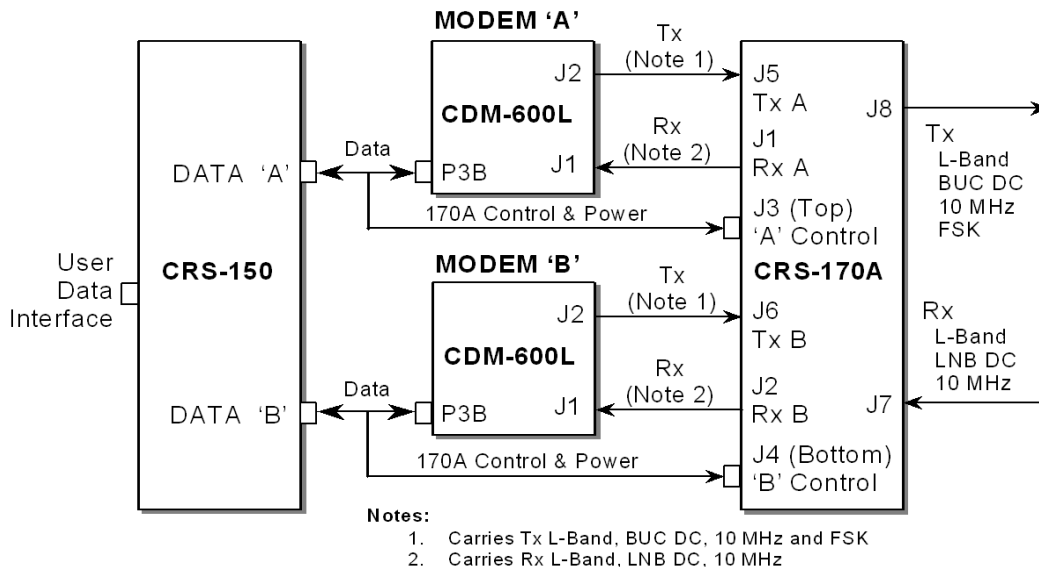 MODEM ‘A’
J2
CDM-600L
P3B
J1
Tx
(Note 1)
Rx
(Note 2)
Data
DATA ‘A’
170A Control & Power
User
Data
Interface
CRS-150
MODEM ‘B’
J2
CDM-600L
P3B
J1
Tx
(Note 1)
Rx
(Note 2)
Data
DATA ‘B’
170A Control & Power
J5
Tx A
J1
Rx A
J3 (Top)
‘A’ Control
CRS-170A
J6
Tx B
J2
Rx B
J4 (Bottom)
‘B’ Control
J8
Tx
L-Band
BUC DC
10 MHz
FSK
Rx
L-Band
LNB DC
10 MHz
J7
Notes:
1. Carries Tx L-Band, BUC DC, 10 MHz and FSK
2. Carries Rx L-Band, LNB DC, 10 MHz